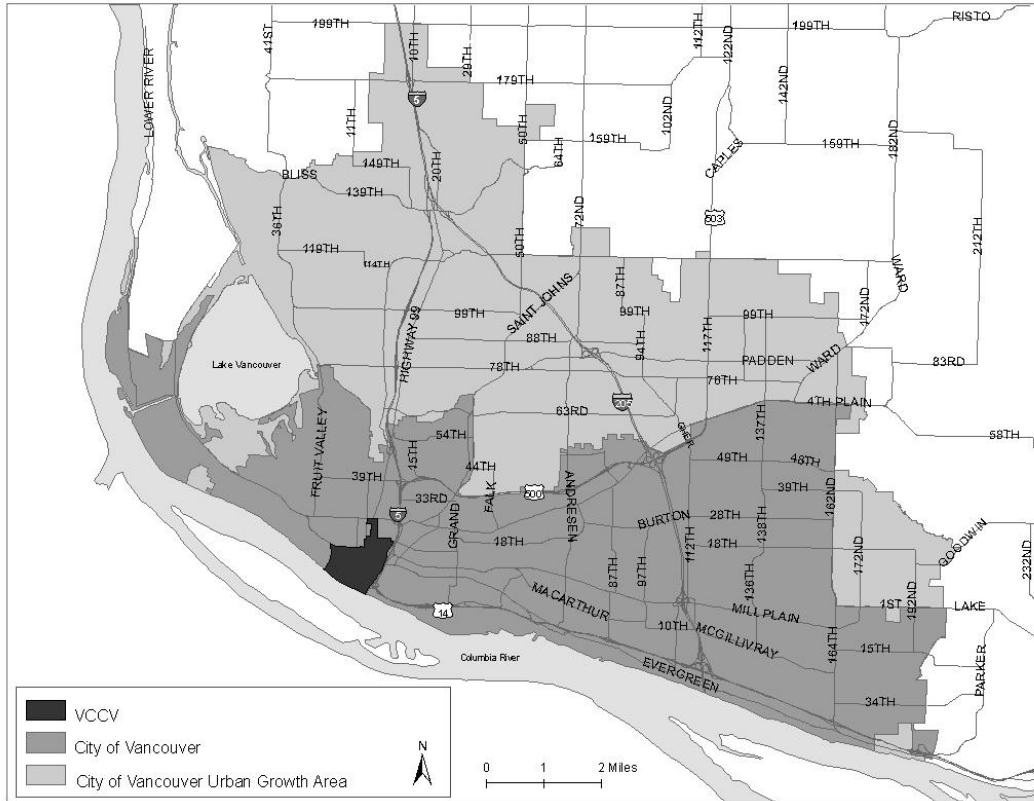 RISTO
199TH
10TH
41ST
29TH
112TH
122ND
199TH
LOWER RIVER
179TH
142ND
5
102ND
11TH
50TH
182ND
159TH
159TH
64TH
20TH
CAPLES
149TH
BLISS
139TH
36TH
72ND
503
212TH
119TH
50TH
114TH
87TH
WARD
SAINT JOHNS
172ND
HIGHWAY 99
99TH
99TH
99TH
88TH
94TH
117TH
Lake Vancouver
78TH
PADDEN
WARD
83RD
76TH
205
4TH PLAIN
63RD
137TH
58TH
GHER
FRUIT VALLEY
15TH
54TH
44TH
49TH
48TH
39TH
39TH
FALK
ANDRESEN
33RD
500
162ND
5
GRAND
BURTON
28TH
138TH
18TH
112TH
18TH
GOODWIN
172ND
232ND
87TH
97TH
136TH
192ND
MACARTHUR
MILL PLAIN
1ST
LAKE
14
10TH
MCGILLIVRAY
164TH
15TH
Columbia River
EVERGREEN
PARKER
34TH
VCCV
City of Vancouver
City of Vancouver Urban Growth Area
N
0 1 2 Miles